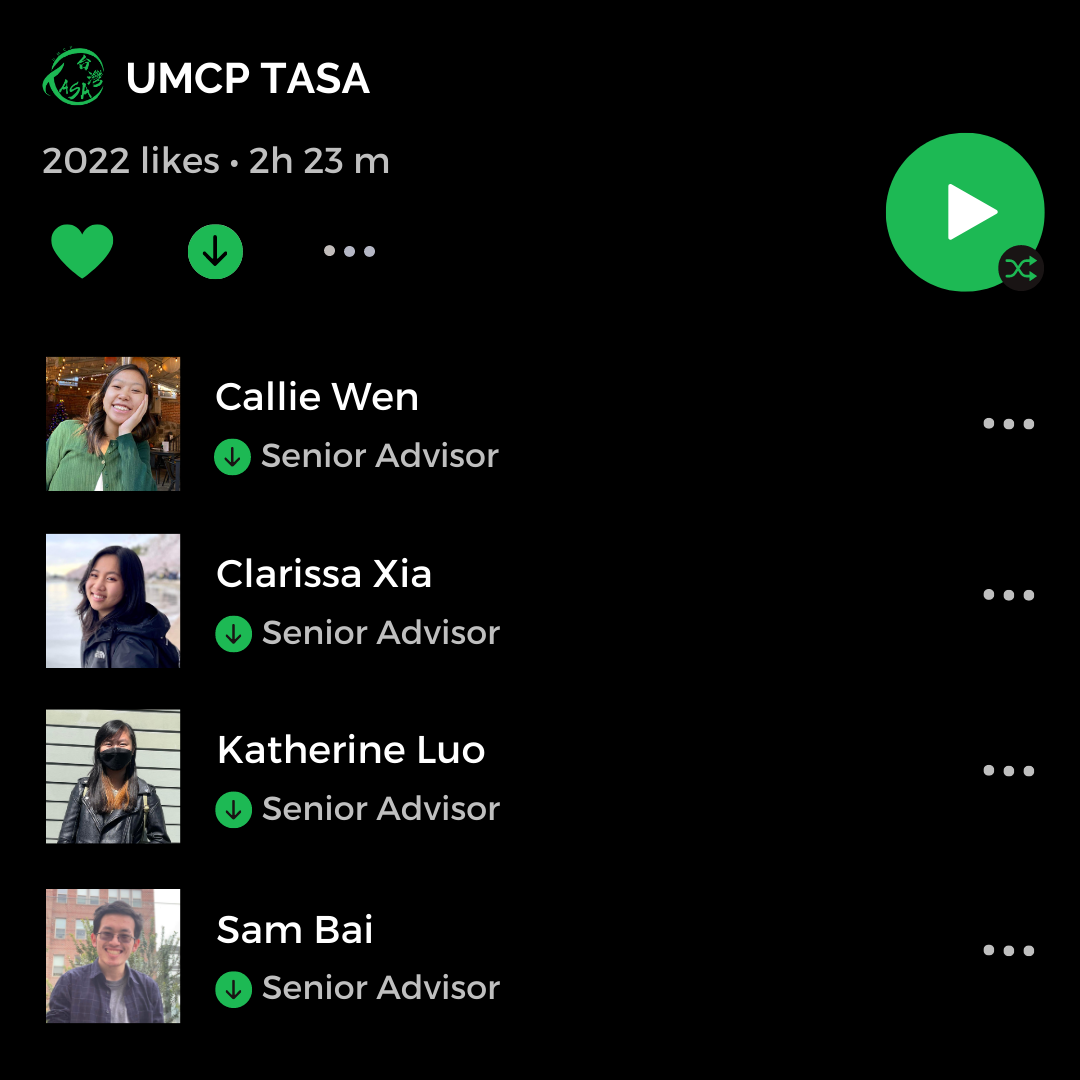 台灣
TASA
UMCP TASA
2022 likes • 2h 23 m
Callie Wen
Senior Advisor
Clarissa Xia
Senior Advisor
Katherine Luo
Senior Advisor
Sam Bai
Senior Advisor